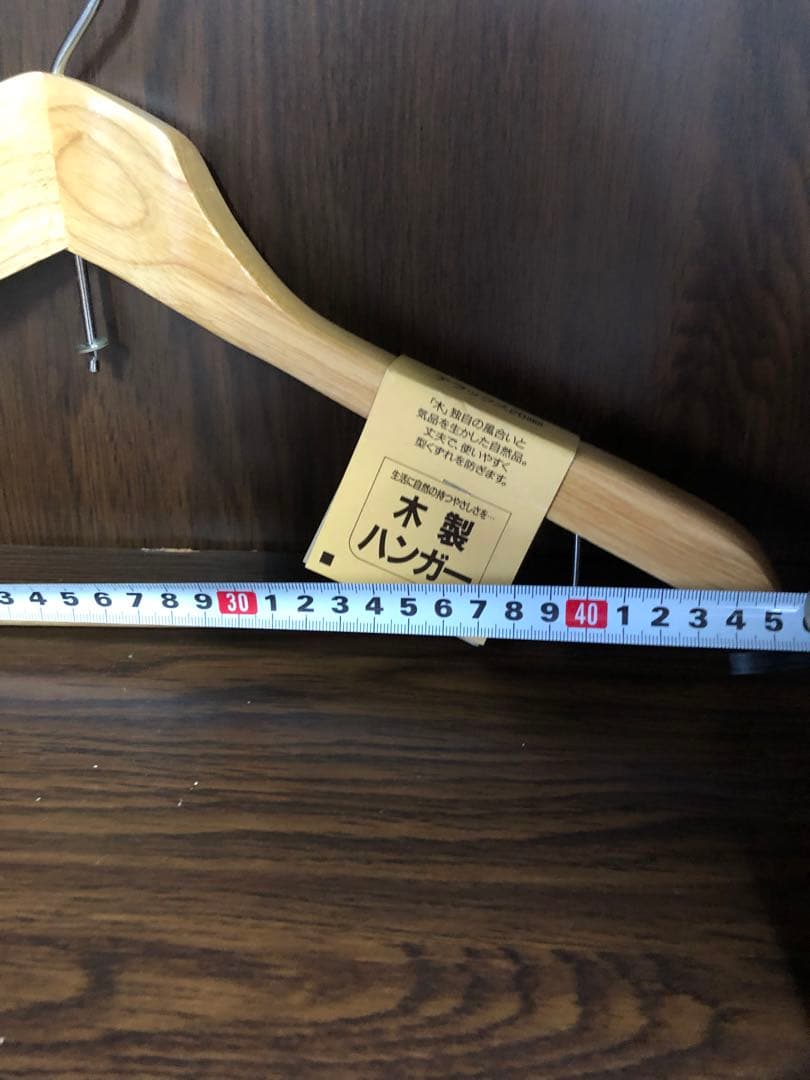 「木」独自の風合いと
気品を生かした自然品。
丈夫で、使いやすく
型くずれを防ぎます。
生活に自然の持つやさしさを…
木製
ハンガー
3 4 5 6 7 8 9 30 1 2 3 4 5 6 7 8 9 40 1 2 3 4 5